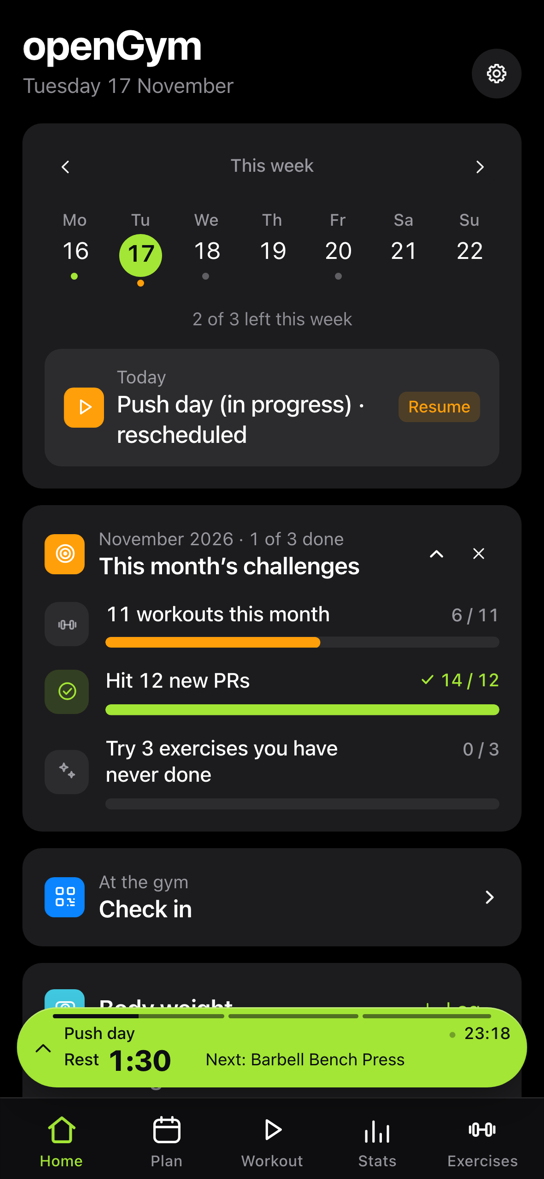 openGym
Tuesday 17 November
This week
Mo Tu We Th Fr Sa Su
16 17 18 19 20 21 22
2 of 3 left this week
Today
Push day (in progress) ·
rescheduled
Resume
November 2026 · 1 of 3 done
This month’s challenges
11 workouts this month 6 / 11
Hit 12 new PRs 14 / 12
Try 3 exercises you have
never done
0 / 3
At the gym
Check in
Body weight
Push day 23:18
Rest 1:30 Next: Barbell Bench Press
Home Plan Workout Stats Exercises